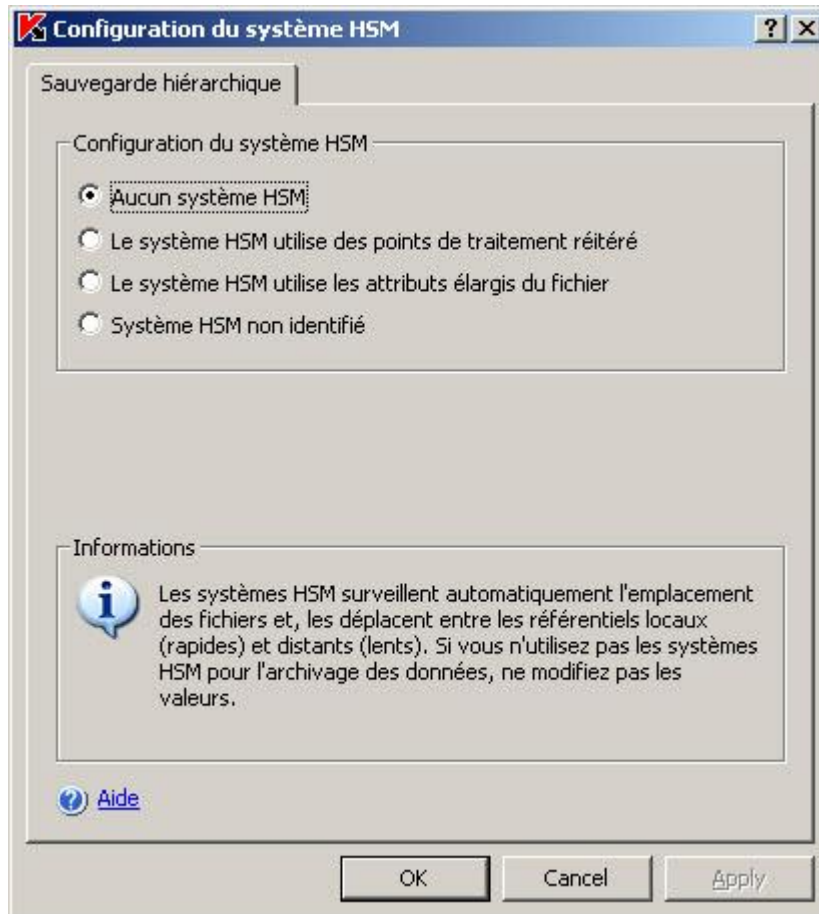 Configuration du système HSM
Sauvegarde hiérarchique
Configuration du système HSM
Aucun système HSM
Le système HSM utilise des points de traitement réitéré
Le système HSM utilise les attributs élargis du fichier
Système HSM non identifié
Informations
Les systèmes HSM surveillent automatiquement l'emplacement
des fichiers et, les déplacent entre les référentiels locaux
(rapides) et distants (lents). Si vous n'utilisez pas les systèmes
HSM pour l'archivage des données, ne modifiez pas les
valeurs.
Aide
OK
Cancel
Apply